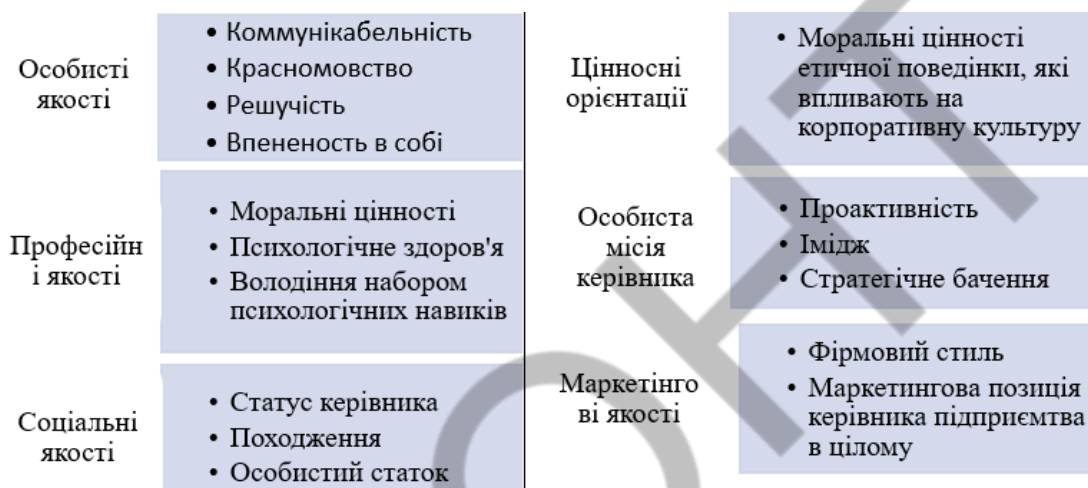 Особисті
якості
• Коммунікабельність
• Красномовство
• Решучість
• Впененость в собі
Професійн
і якості
• Моральні цінності
• Психологічне здоров'я
• Володіння набором
психологічних навиків
Соціальні
якості
• Статус керівника
• Походження
• Особистий статок
Цінносні
орієнтації
• Моральні цінності
етичної поведінки, які
впливають на
корпоративну культуру
Особиста
місія
керівника
• Проактивність
• Імідж
• Стратегічне бачення
Маркетінго
ві якості
• Фірмовий стиль
• Маркетингова позиція
керівника підприємтва
в цілому